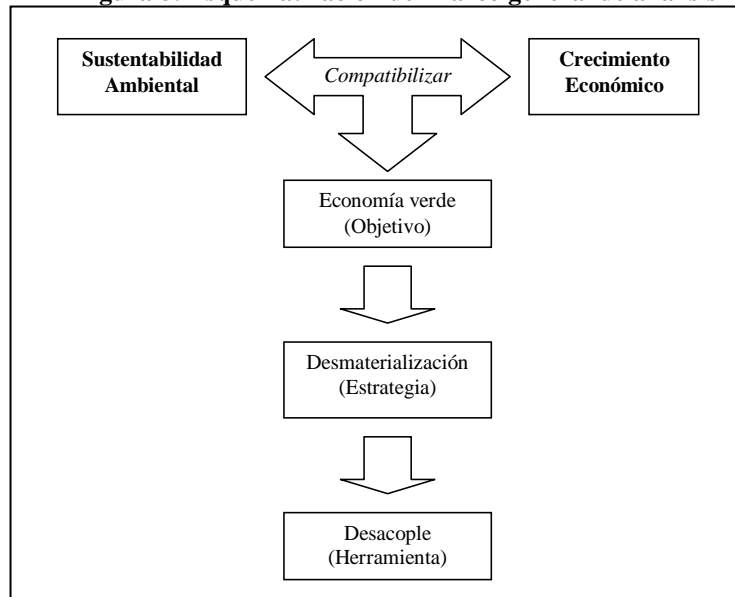 Sustentabilidad
Ambiental
Compatibilizar
Crecimiento
Económico
Economía verde
(Objetivo)
Desmaterialización
(Estrategia)
Desacople
(Herramienta)